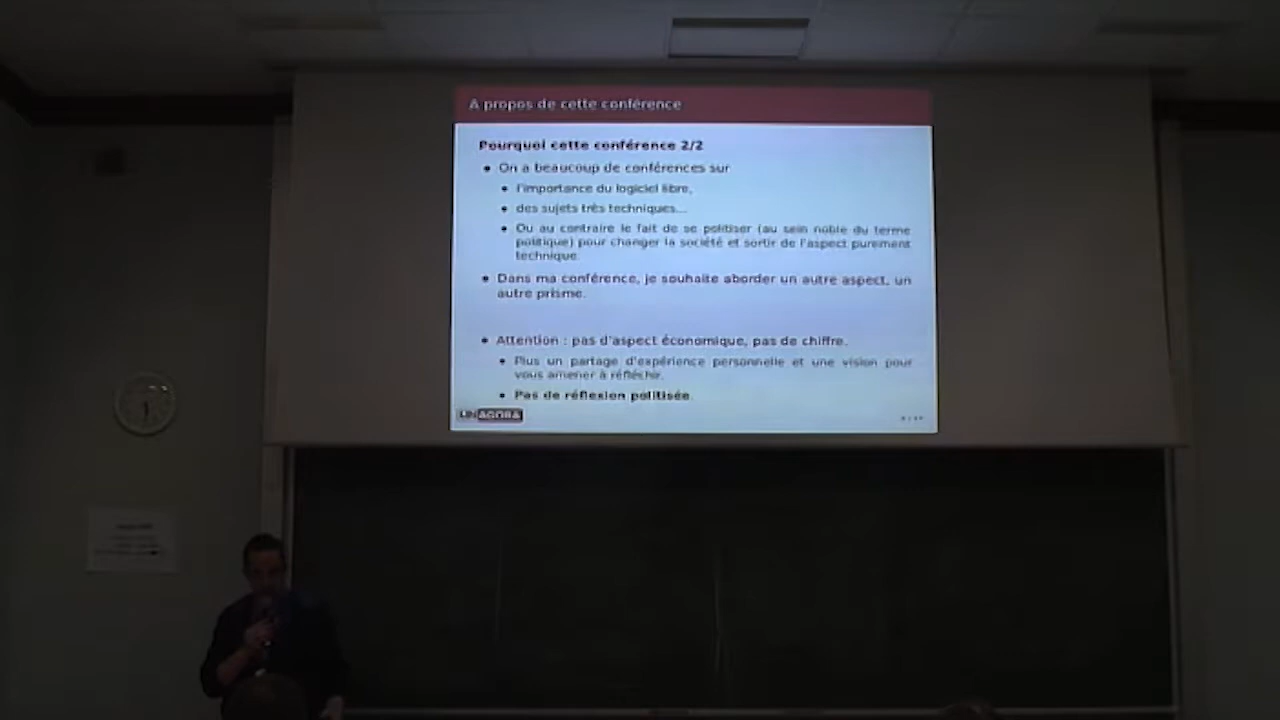 A propos de cette conférence
Pourquoi cette conférence 2/2
On a beaucoup de conférences sur
l'importance du logiciel libre,
des sujets très techniques...
Ou au contraire le fait de se politiser (au sein noble du terme
politique) pour changer la société et sortir de l'aspect purement
technique
Dans ma conférence, je souhaite aborder un autre aspect, un
autre prisme.
Attention : pas d'aspect économique, pas de chiffre.
Plus un partage d'expérience personnelle et une vision pour
vous amener à réfléchir.
Pas de réflexion politisée.
LINAGORA